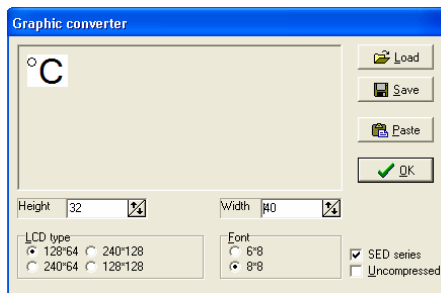 Graphic converter
°C
Load
Save
Paste
OK
Height 32
Width 40
LCD type
128*64 240*128
240*64 128*128
Font
6*8
8*8
SED series
Uncompressed